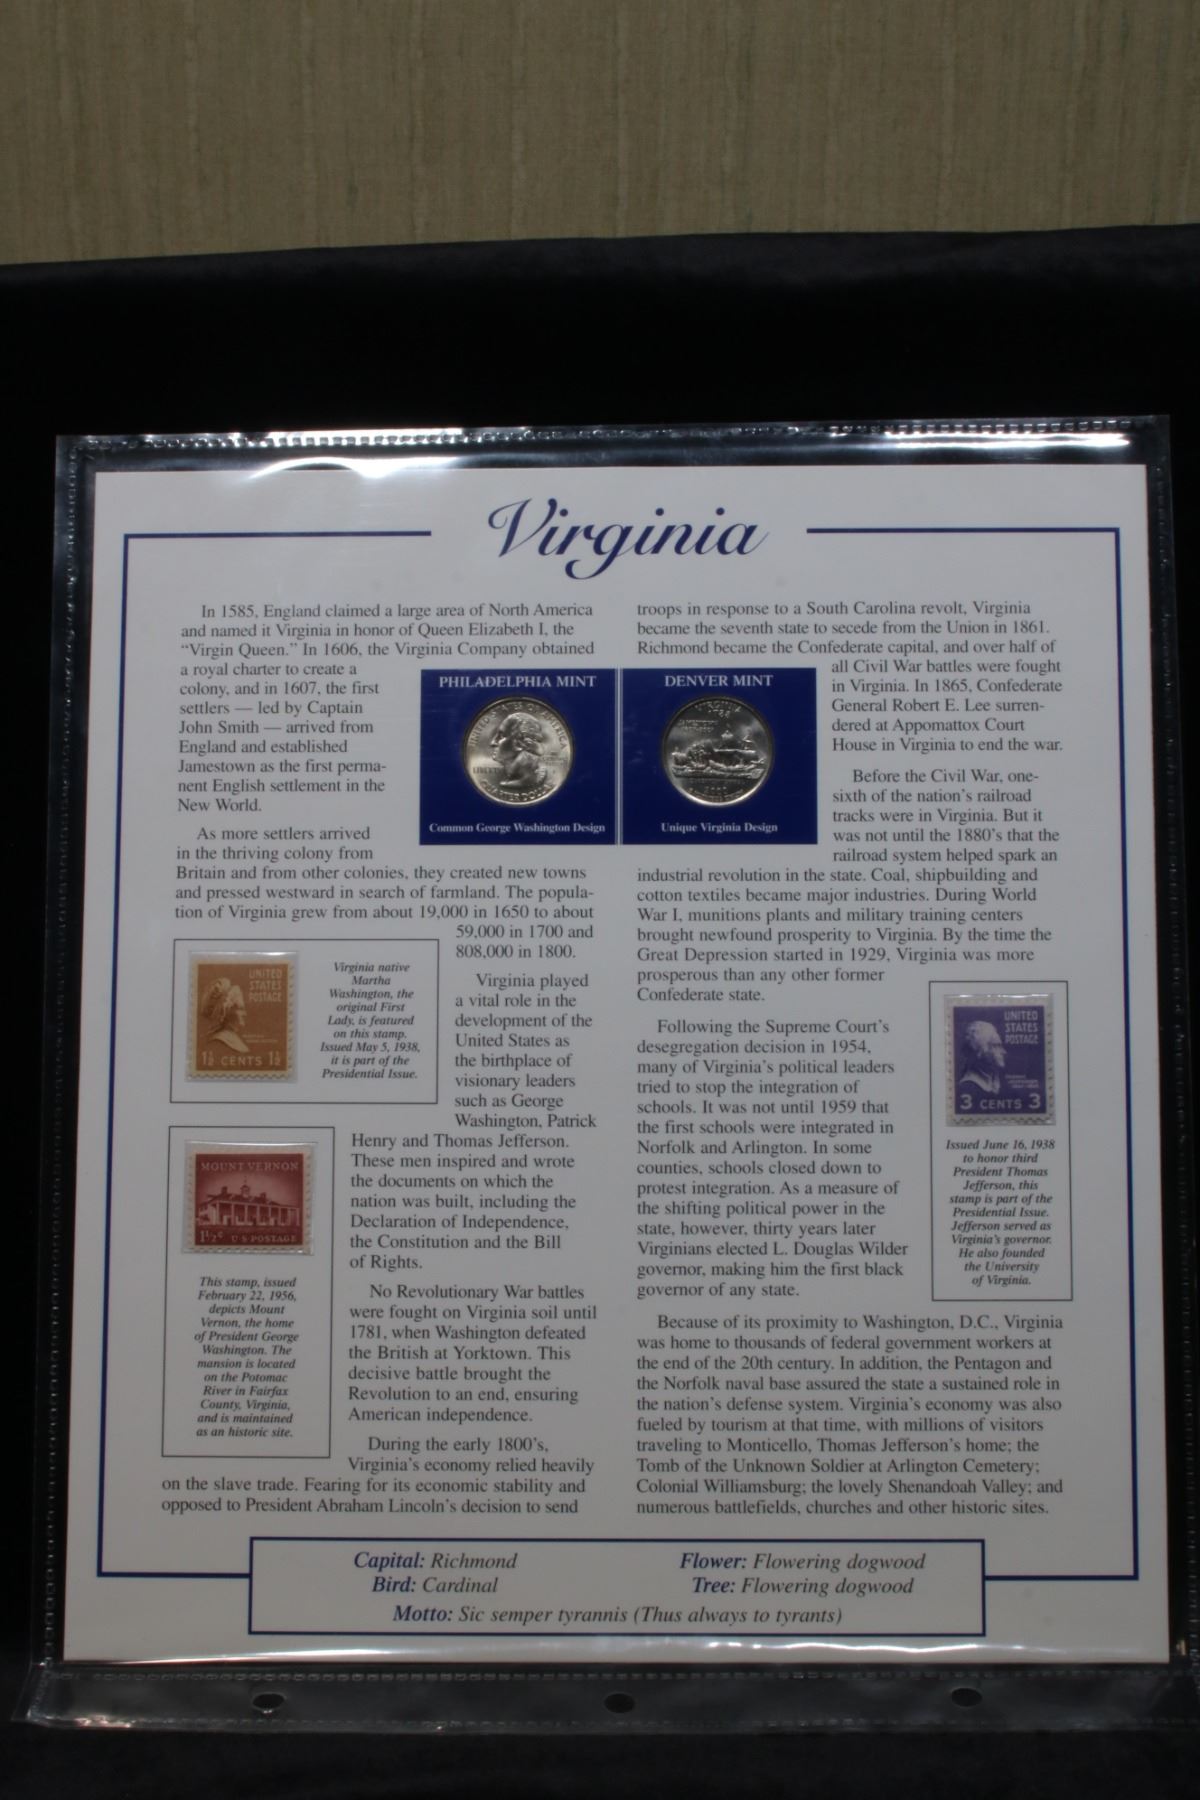 Virginia
In 1585, England claimed a large area of North America
and named it Virginia in honor of Queen Elizabeth I, the
“Virgin Queen.” In 1606, the Virginia Company obtained
a royal charter to create a
colony, and in 1607, the first
settlers — led by Captain
John Smith — arrived from
England and established
Jamestown as the first perma-
nent English settlement in the
New World.
As more settlers arrived
in the thriving colony from
Britain and from other colonies, they created new towns
and pressed westward in search of farmland. The popula-
tion of Virginia grew from about 19,000 in 1650 to about
59,000 in 1700 and
808,000 in 1800.
Virginia played
a vital role in the
development of the
United States as
the birthplace of
visionary leaders
such as George
Washington, Patrick
Henry and Thomas Jefferson.
These men inspired and wrote
the documents on which the
nation was built, including the
Declaration of Independence,
the Constitution and the Bill
of Rights.
No Revolutionary War battles
were fought on Virginia soil until
1781, when Washington defeated
the British at Yorktown. This
decisive battle brought the
Revolution to an end, ensuring
American independence.
During the early 1800’s,
Virginia’s economy relied heavily
on the slave trade. Fearing for its economic stability and
opposed to President Abraham Lincoln’s decision to send
PHILADELPHIA MINT
UNITED STATES OF AMERICA
LIBERTY
QUARTER DOLLAR
Common George Washington Design
DENVER MINT
VIRGINIA
1788
2000
Unique Virginia Design
UNITED
STATES
POSTAGE
1½ CENTS 1½
Virginia native
Martha
Washington, the
original First
Lady, is featured
on this stamp.
Issued May 5, 1938,
it is part of the
Presidential Issue.
MOUNT VERNON
1½¢ U S POSTAGE
This stamp, issued
February 22, 1956,
depicts Mount
Vernon, the home
of President George
Washington. The
mansion is located
on the Potomac
River in Fairfax
County, Virginia,
and is maintained
as an historic site.
troops in response to a South Carolina revolt, Virginia
became the seventh state to secede from the Union in 1861.
Richmond became the Confederate capital, and over half of
all Civil War battles were fought
in Virginia. In 1865, Confederate
General Robert E. Lee surren-
dered at Appomattox Court
House in Virginia to end the war.
Before the Civil War, one-
sixth of the nation’s railroad
tracks were in Virginia. But it
was not until the 1880’s that the
railroad system helped spark an
industrial revolution in the state. Coal, shipbuilding and
cotton textiles became major industries. During World
War I, munitions plants and military training centers
brought newfound prosperity to Virginia. By the time the
Great Depression started in 1929, Virginia was more
prosperous than any other former
Confederate state.
Following the Supreme Court’s
desegregation decision in 1954,
many of Virginia’s political leaders
tried to stop the integration of
schools. It was not until 1959 that
the first schools were integrated in
Norfolk and Arlington. In some
counties, schools closed down to
protest integration. As a measure of
the shifting political power in the
state, however, thirty years later
Virginians elected L. Douglas Wilder
governor, making him the first black
governor of any state.
Because of its proximity to Washington, D.C., Virginia
was home to thousands of federal government workers at
the end of the 20th century. In addition, the Pentagon and
the Norfolk naval base assured the state a sustained role in
the nation’s defense system. Virginia’s economy was also
fueled by tourism at that time, with millions of visitors
traveling to Monticello, Thomas Jefferson’s home; the
Tomb of the Unknown Soldier at Arlington Cemetery;
Colonial Williamsburg; the lovely Shenandoah Valley; and
numerous battlefields, churches and other historic sites.
UNITED
STATES
POSTAGE
3 CENTS 3
Issued June 16, 1938
to honor third
President Thomas
Jefferson, this
stamp is part of the
Presidential Issue.
Jefferson served as
Virginia’s governor.
He also founded
the University
of Virginia.
Capital: Richmond
Bird: Cardinal
Flower: Flowering dogwood
Tree: Flowering dogwood
Motto: Sic semper tyrannis (Thus always to tyrants)